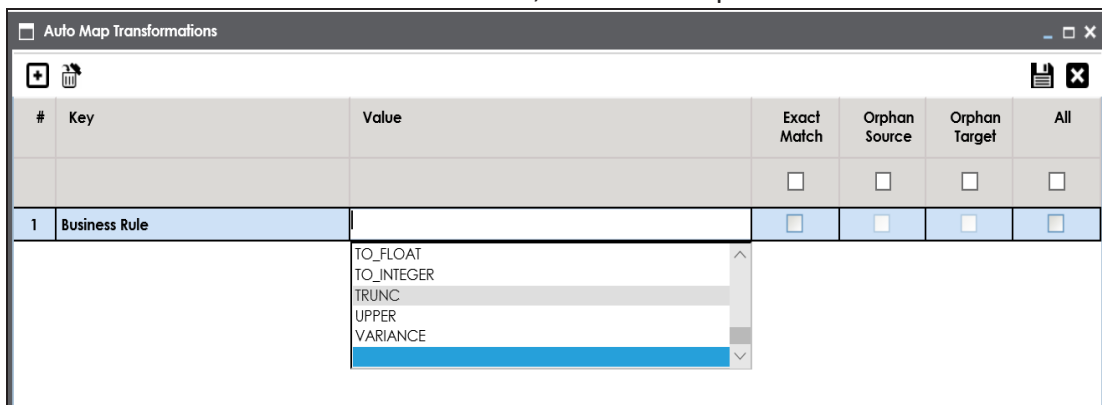 Auto Map Transformations
# Key Value Exact Match Orphan Source Orphan Target All
1 Business Rule
TO_FLOAT
TO_INTEGER
TRUNC
UPPER
VARIANCE